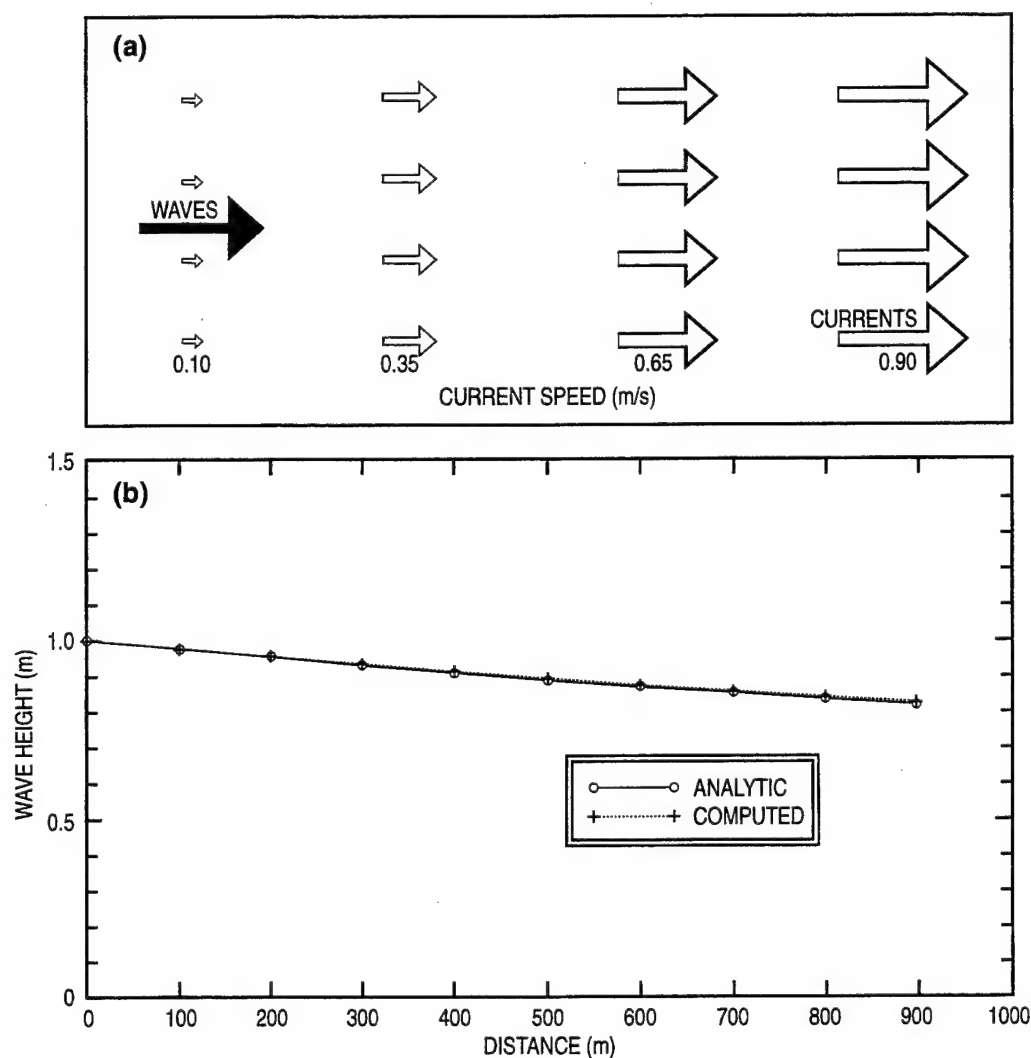 (a)
WAVES
CURRENTS
0.10 0.35 0.65 0.90
CURRENT SPEED (m/s)
(b)
1.5
1.0
0.5
0
WAVE HEIGHT (m)
ANALYTIC
COMPUTED
0 100 200 300 400 500 600 700 800 900 1000
DISTANCE (m)